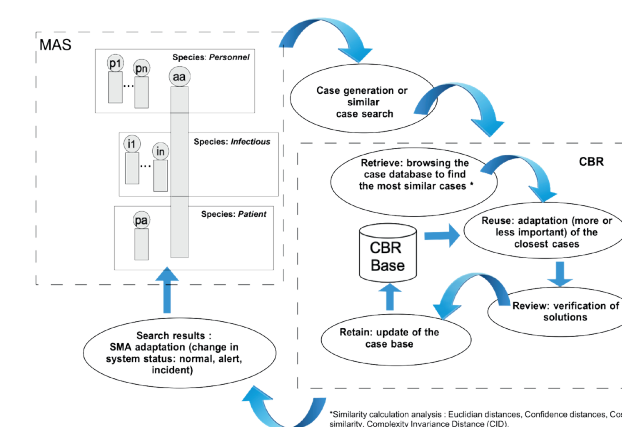 MAS
Species: Personnel
p1
pn
...
aa
Species: Infectious
i1
in
...
Species: Patient
pa
Case generation or
similar
case search
CBR
Retrieve: browsing the
case database to find
the most similar cases *
Reuse: adaptation (more or
less important) of the
closest cases
CBR
Base
Review: verification of
solutions
Retain: update of the
case base
Search results :
SMA adaptation (change in
system status: normal, alert,
incident)
*Similarity calculation analysis : Euclidian distances, Confidence distances, Cos
similarity, Complexity Invariance Distance (CID).